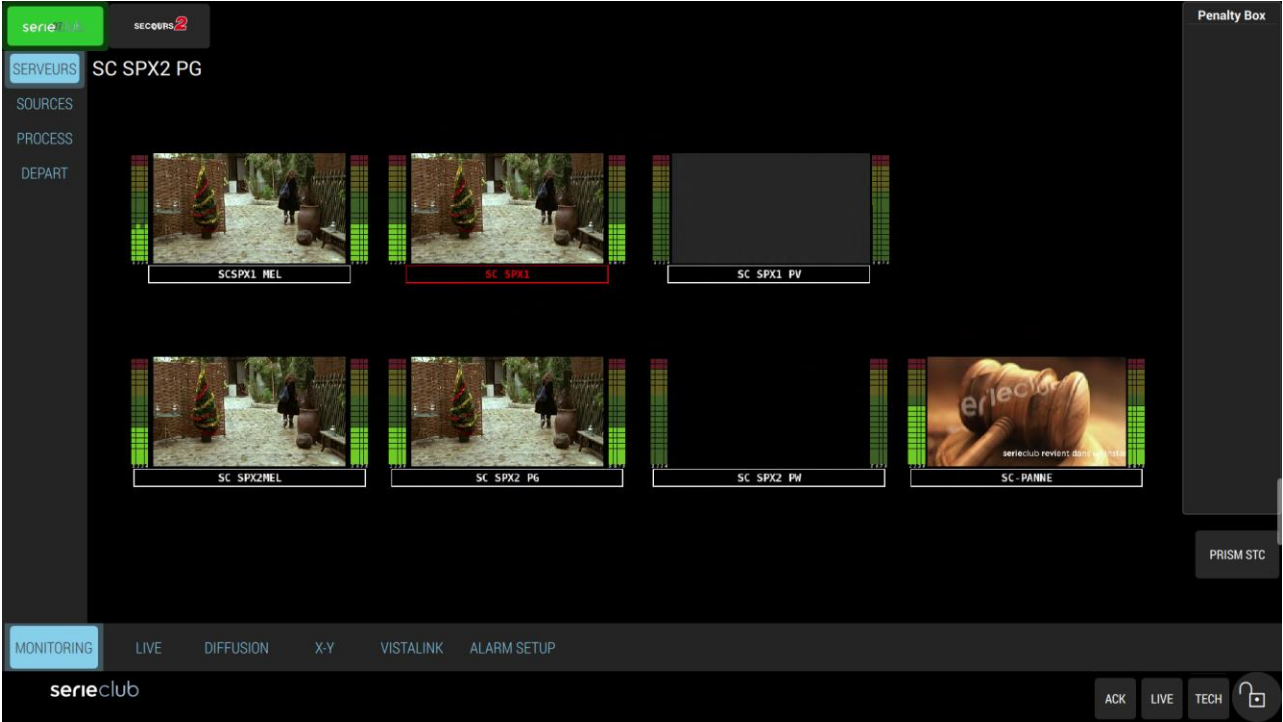 serieclub
SECOURS2
Penalty Box
SERVEURS
SC SPX2 PG
SOURCES
PROCESS
DEPART
SCSPX1 MEL
SC SPX1
SC SPX1 PV
erieclu
serieclub revient dans
SC SPX2MEL
SC SPX2 PG
SC SPX2 PW
SC-PANNE
PRISM STC
MONITORING
LIVE
DIFFUSION
X-Y
VISTALINK
ALARM SETUP
serieclub
ACK
LIVE
TECH